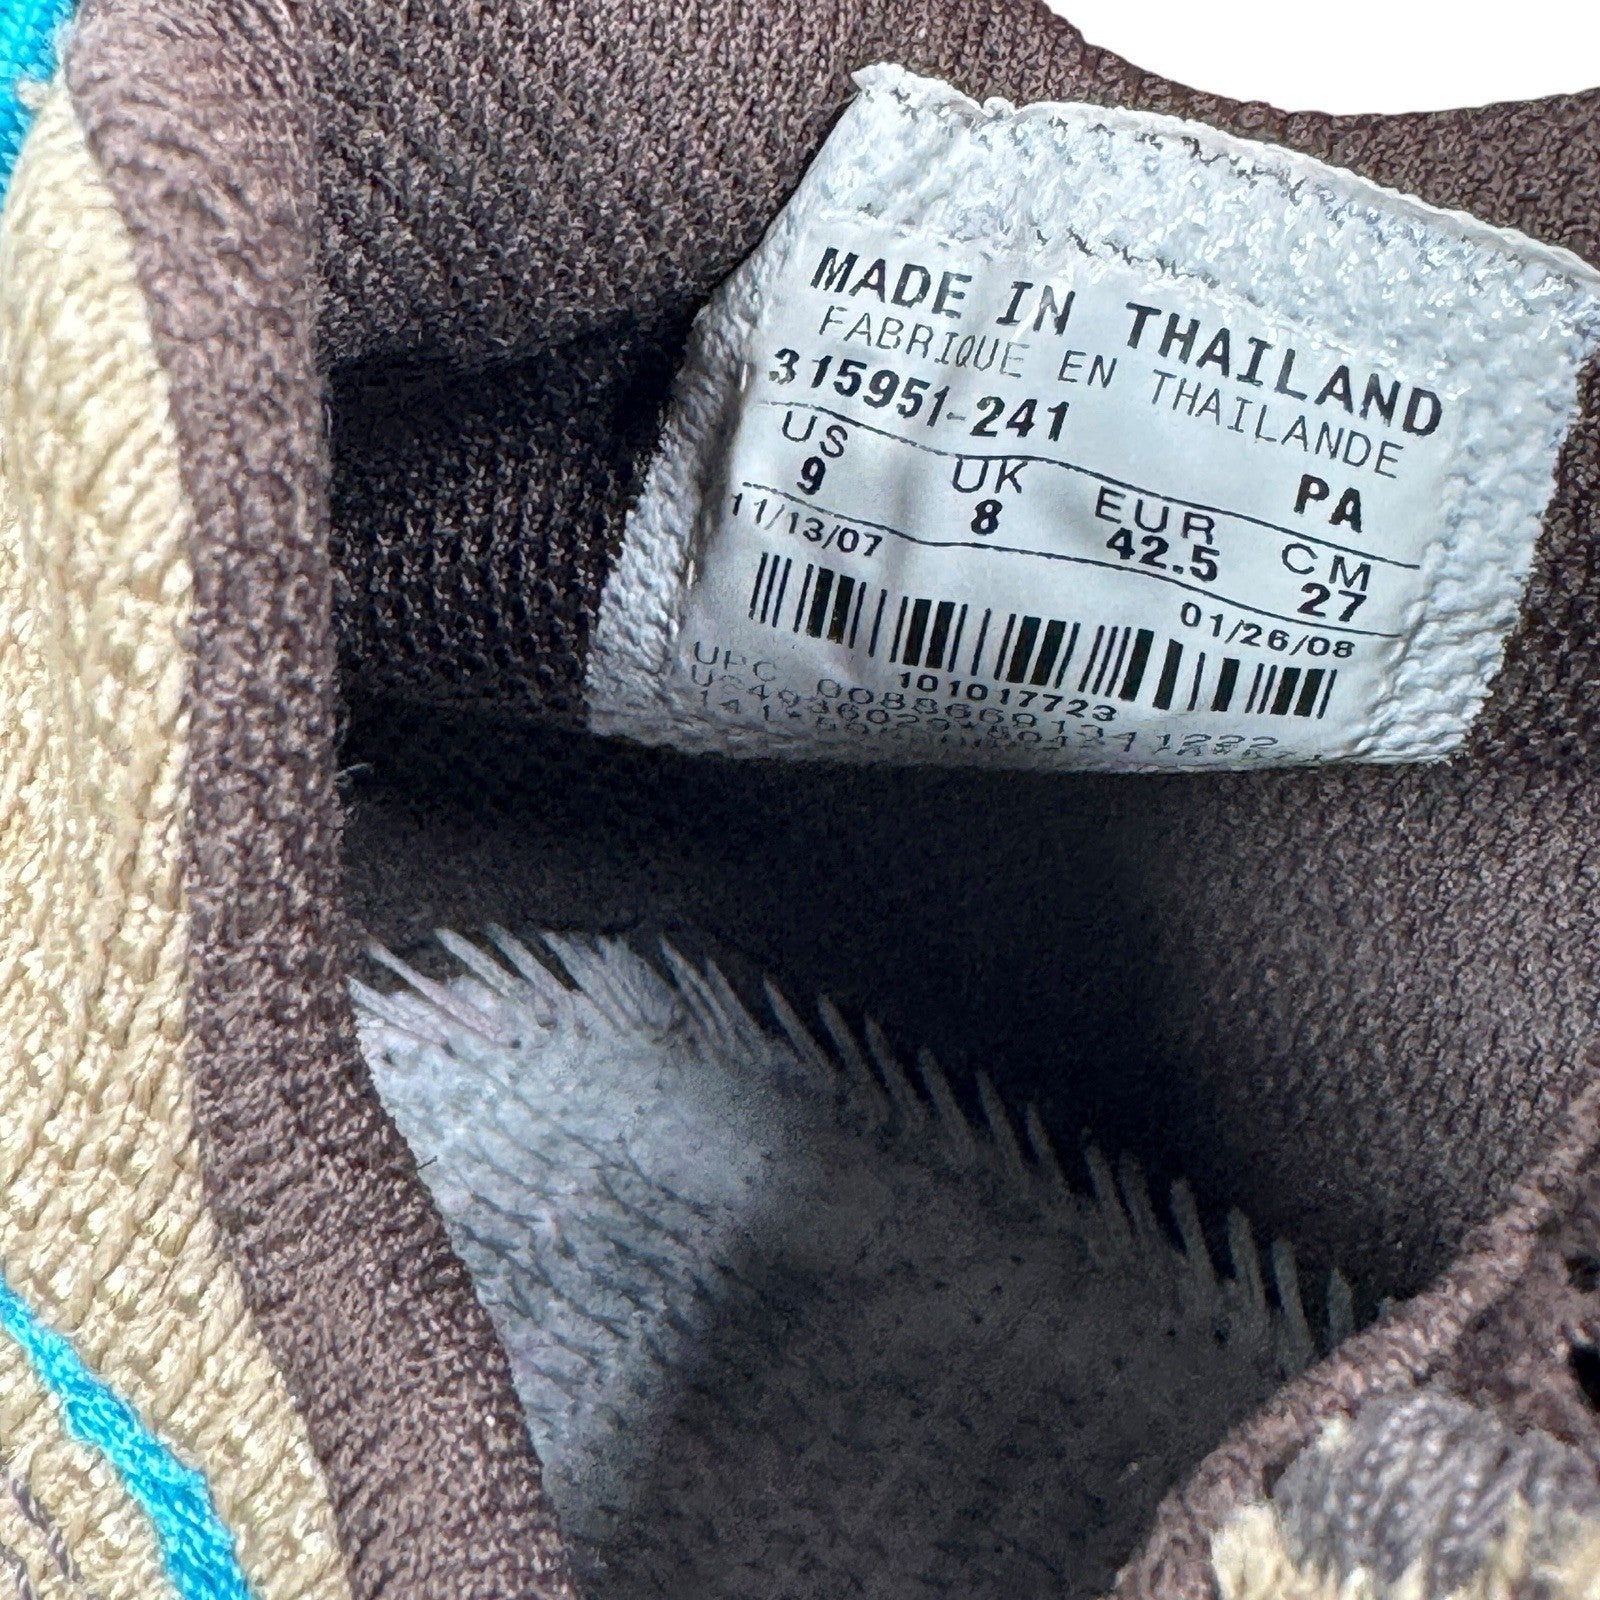 MADE IN THAILAND
FABRIQUE EN THAILANDE
315951-241 PA
US UK EUR CM
9 8 42.5 27
11/13/07 01/26/08
101017723
UPC